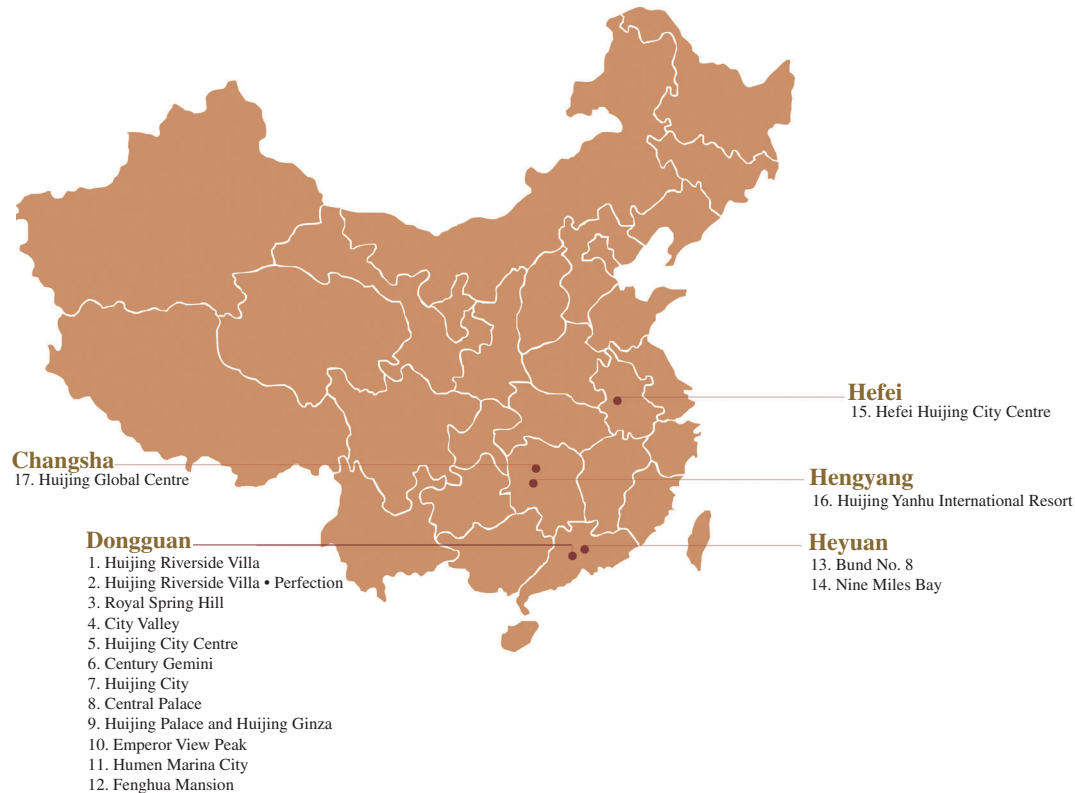 Hefei
15. Hefei Huijing City Centre
Changsha
17. Huijing Global Centre
Hengyang
16. Huijing Yanhu International Resort
Dongguan
1. Huijing Riverside Villa
2. Huijing Riverside Villa • Perfection
3. Royal Spring Hill
4. City Valley
5. Huijing City Centre
6. Century Gemini
7. Huijing City
8. Central Palace
9. Huijing Palace and Huijing Ginza
10. Emperor View Peak
11. Humen Marina City
12. Fenghua Mansion
Heyuan
13. Bund No. 8
14. Nine Miles Bay